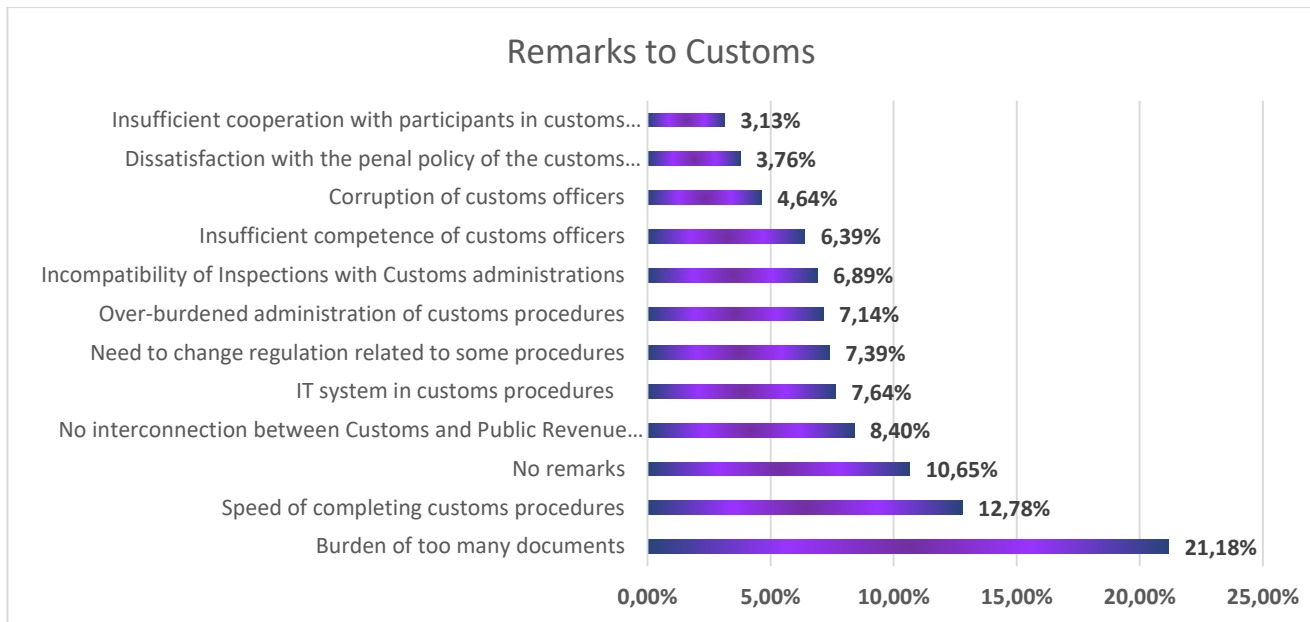 Remarks to Customs
Insufficient cooperation with participants in customs... 3,13%
Dissatisfaction with the penal policy of the customs... 3,76%
Corruption of customs officers 4,64%
Insufficient competence of customs officers 6,39%
Incompatibility of Inspections with Customs administrations 6,89%
Over-burdened administration of customs procedures 7,14%
Need to change regulation related to some procedures 7,39%
IT system in customs procedures 7,64%
No interconnection between Customs and Public Revenue... 8,40%
No remarks 10,65%
Speed of completing customs procedures 12,78%
Burden of too many documents 21,18%
0,00% 5,00% 10,00% 15,00% 20,00% 25,00%